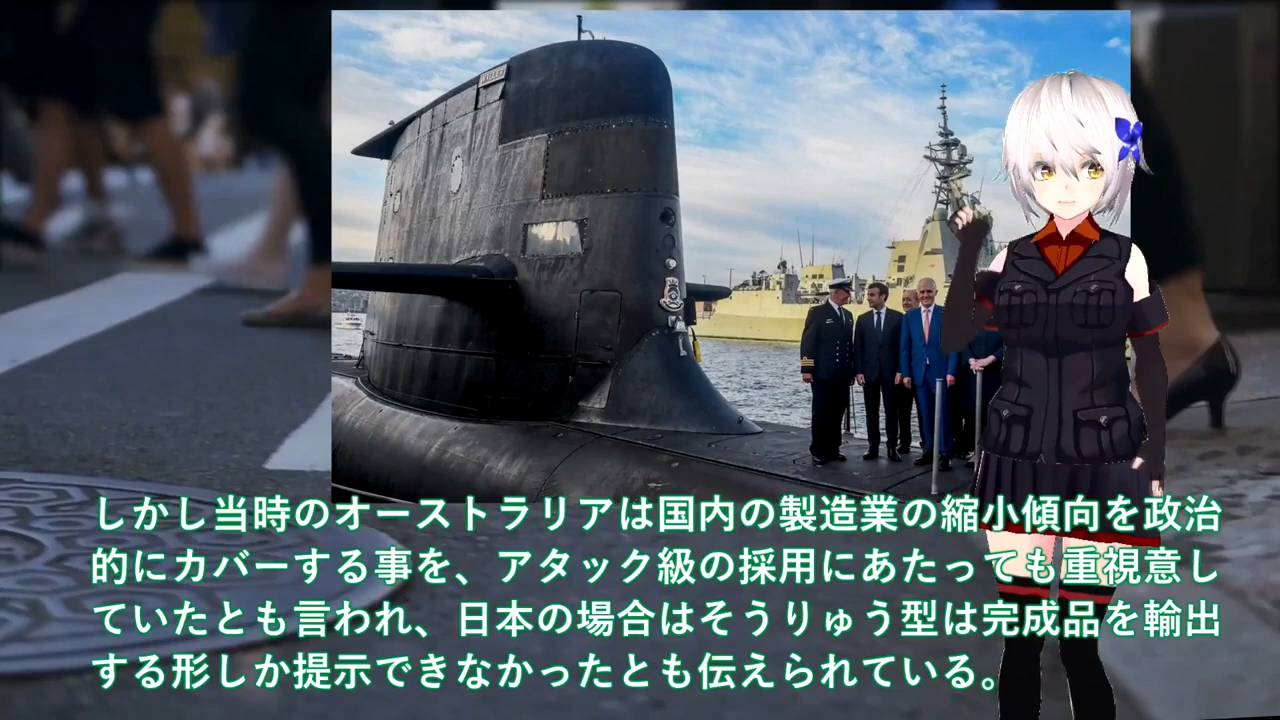 しかし当時のオーストラリアは国内の製造業の縮小傾向を政治
的にカバーする事を、アタック級の採用にあたっても重視意し
ていたとも言われ、日本の場合はそうりゅう型は完成品を輸出
する形しか提示できなかったとも伝えられている。